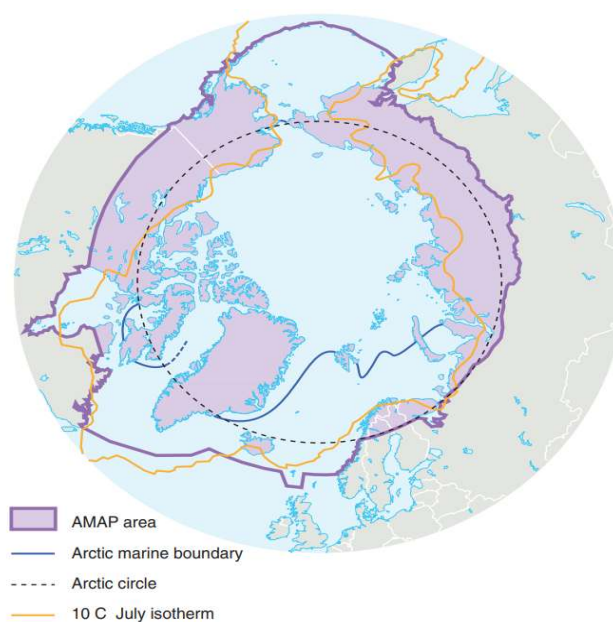 AMAP area
Arctic marine boundary
Arctic circle
10 C  July isotherm